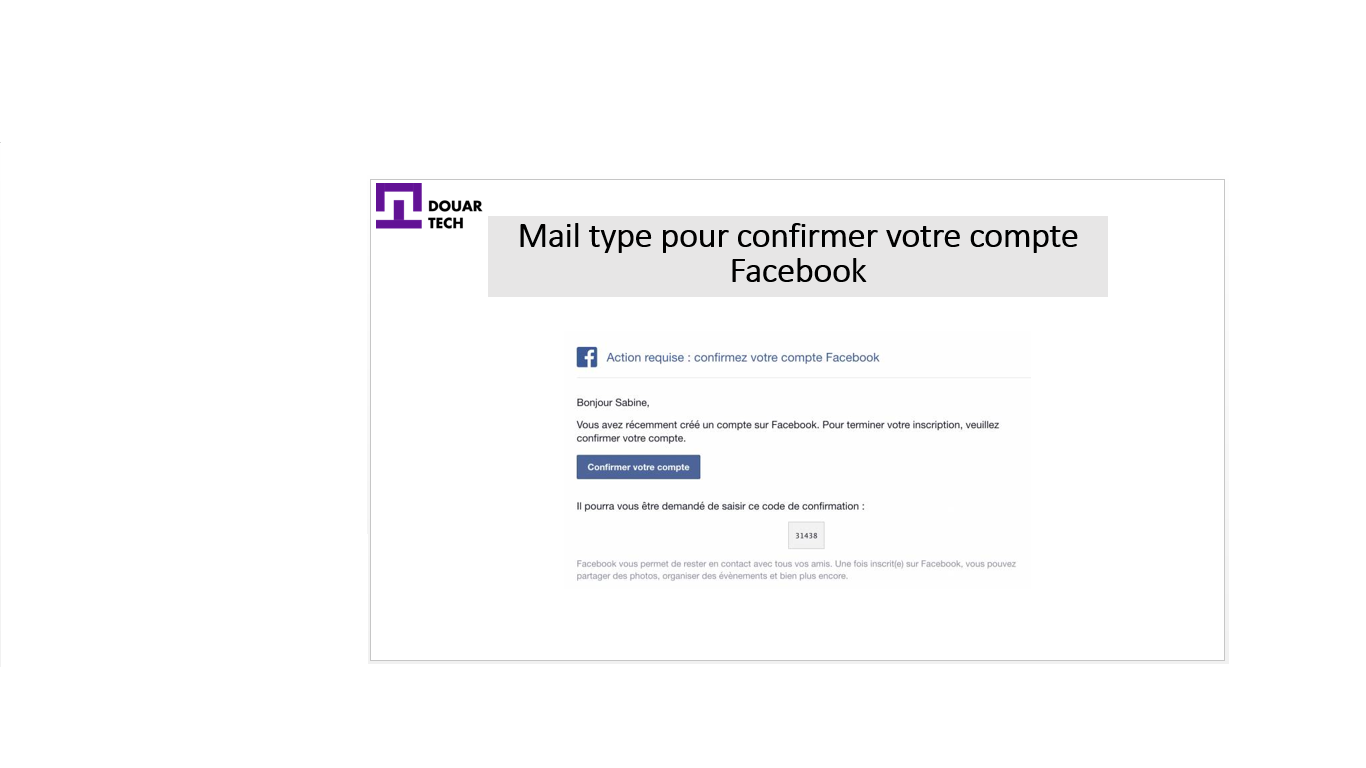 DOUAR
TECH
Mail type pour confirmer votre compte
Facebook
Action requise : confirmez votre compte Facebook
Bonjour Sabine,
Vous avez récemment créé un compte sur Facebook. Pour terminer votre inscription, veuillez
confirmer votre compte.
Confirmer votre compte
Il pourra vous être demandé de saisir ce code de confirmation :
31438
Facebook vous permet de rester en contact avec tous vos amis. Une fois inscrit(e) sur Facebook, vous pouvez
partager des photos, organiser des évènements et bien plus encore.